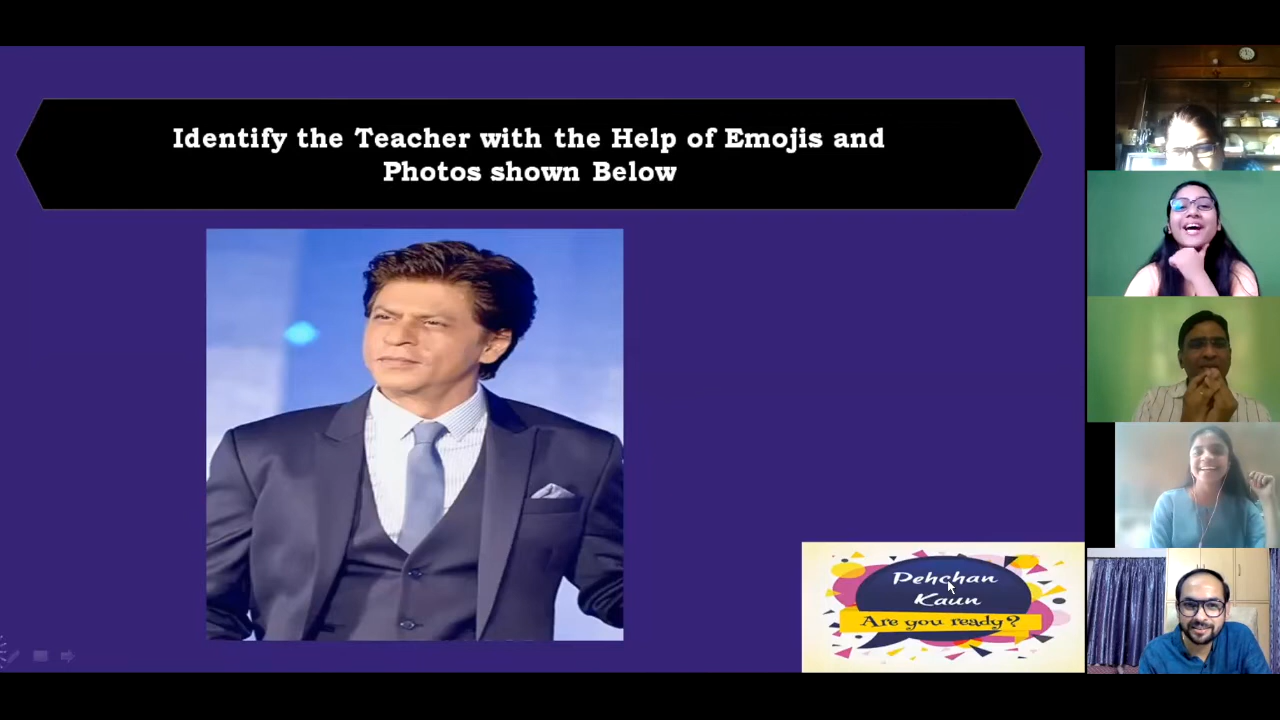 Identify the Teacher with the Help of Emojis and
Photos shown Below
Pehchan
Kaun
Are you ready?